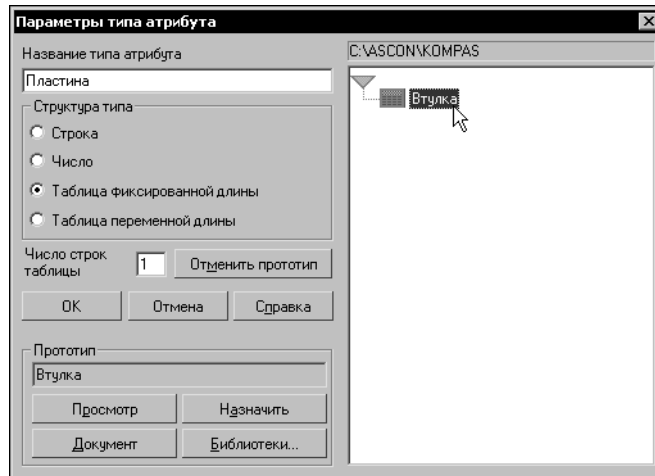 Параметры типа атрибута
Название типа атрибута
Пластина
Структура типа
Строка
Число
Таблица фиксированной длины
Таблица переменной длины
Число строк таблицы
1
Отменить прототип
ОК
Отмена
Справка
Прототип
Втулка
Просмотр
Назначить
Документ
Библиотеки...
C:\ASCON\KOMPAS
Втулка